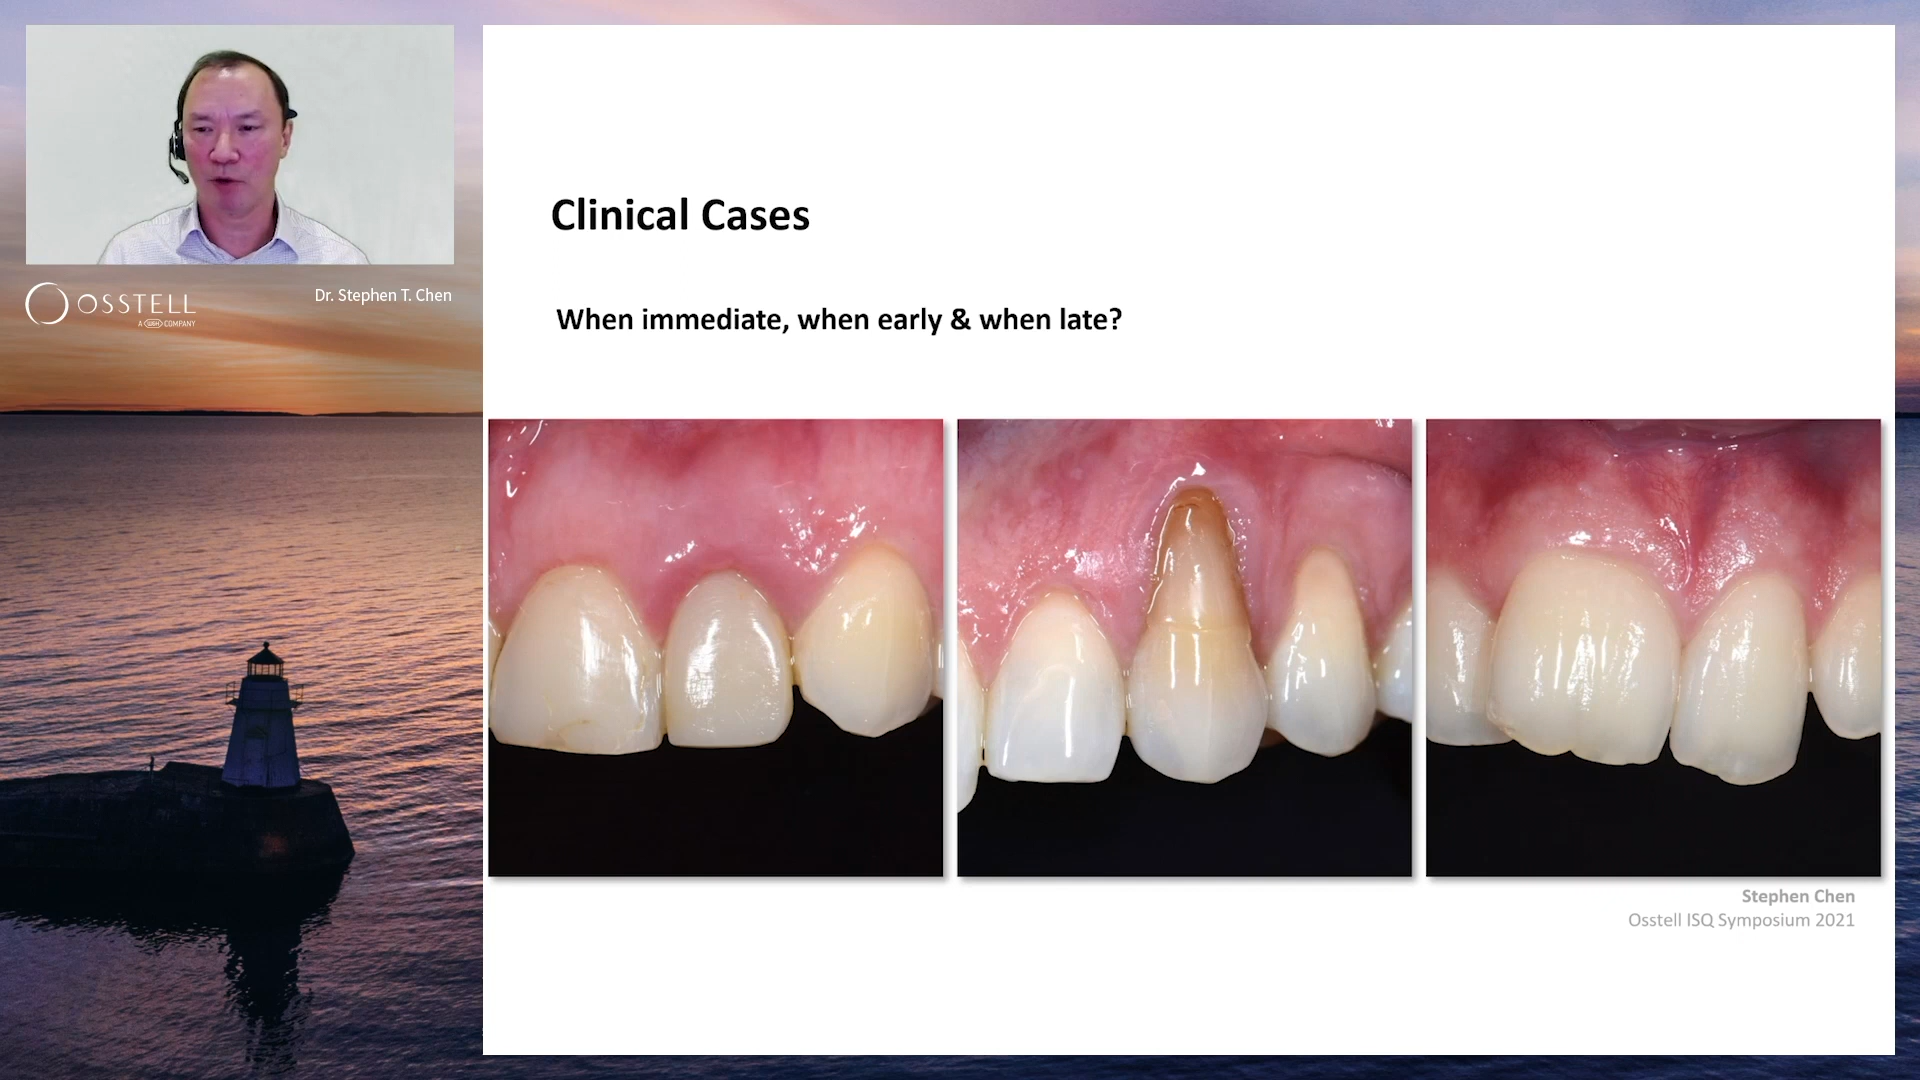 OSSTELL
A W&H COMPANY
Dr. Stephen T. Chen
Clinical Cases
When immediate, when early & when late?
Stephen Chen
Osstell ISQ Symposium 2021